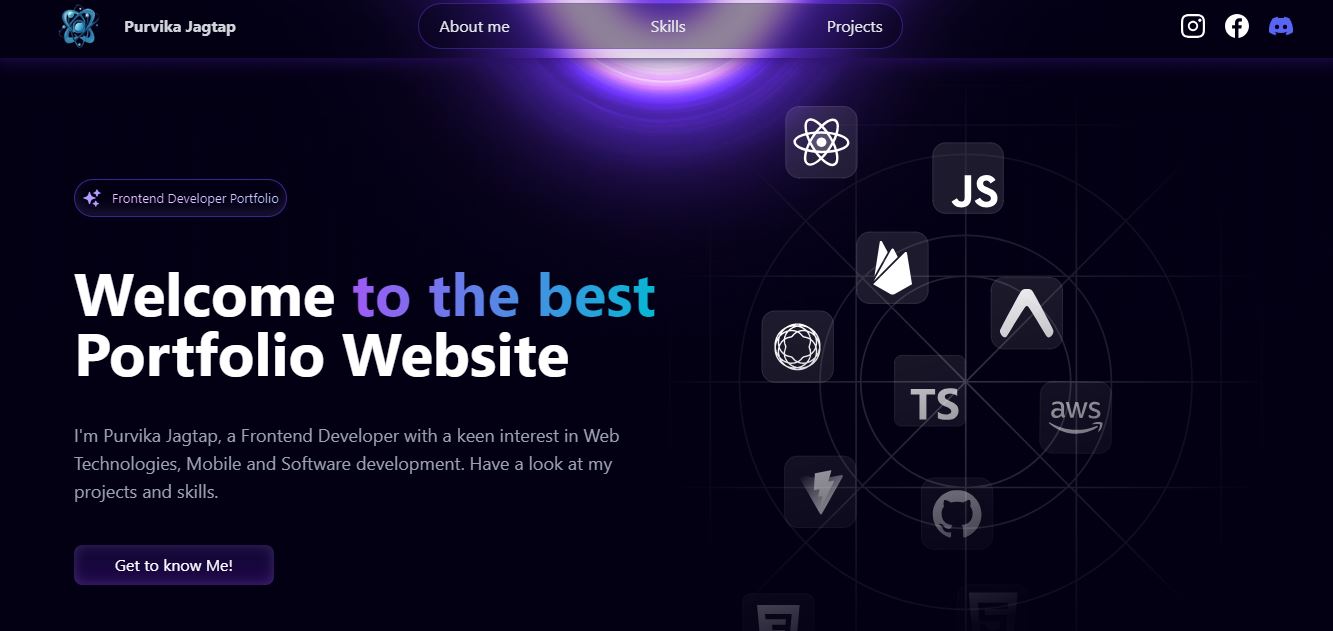 Purvika Jagtap
About me
Skills
Projects
Frontend Developer Portfolio
Welcome to the best
Portfolio Website
I'm Purvika Jagtap, a Frontend Developer with a keen interest in Web
Technologies, Mobile and Software development. Have a look at my
projects and skills.
Get to know Me!
JS
TS
aws